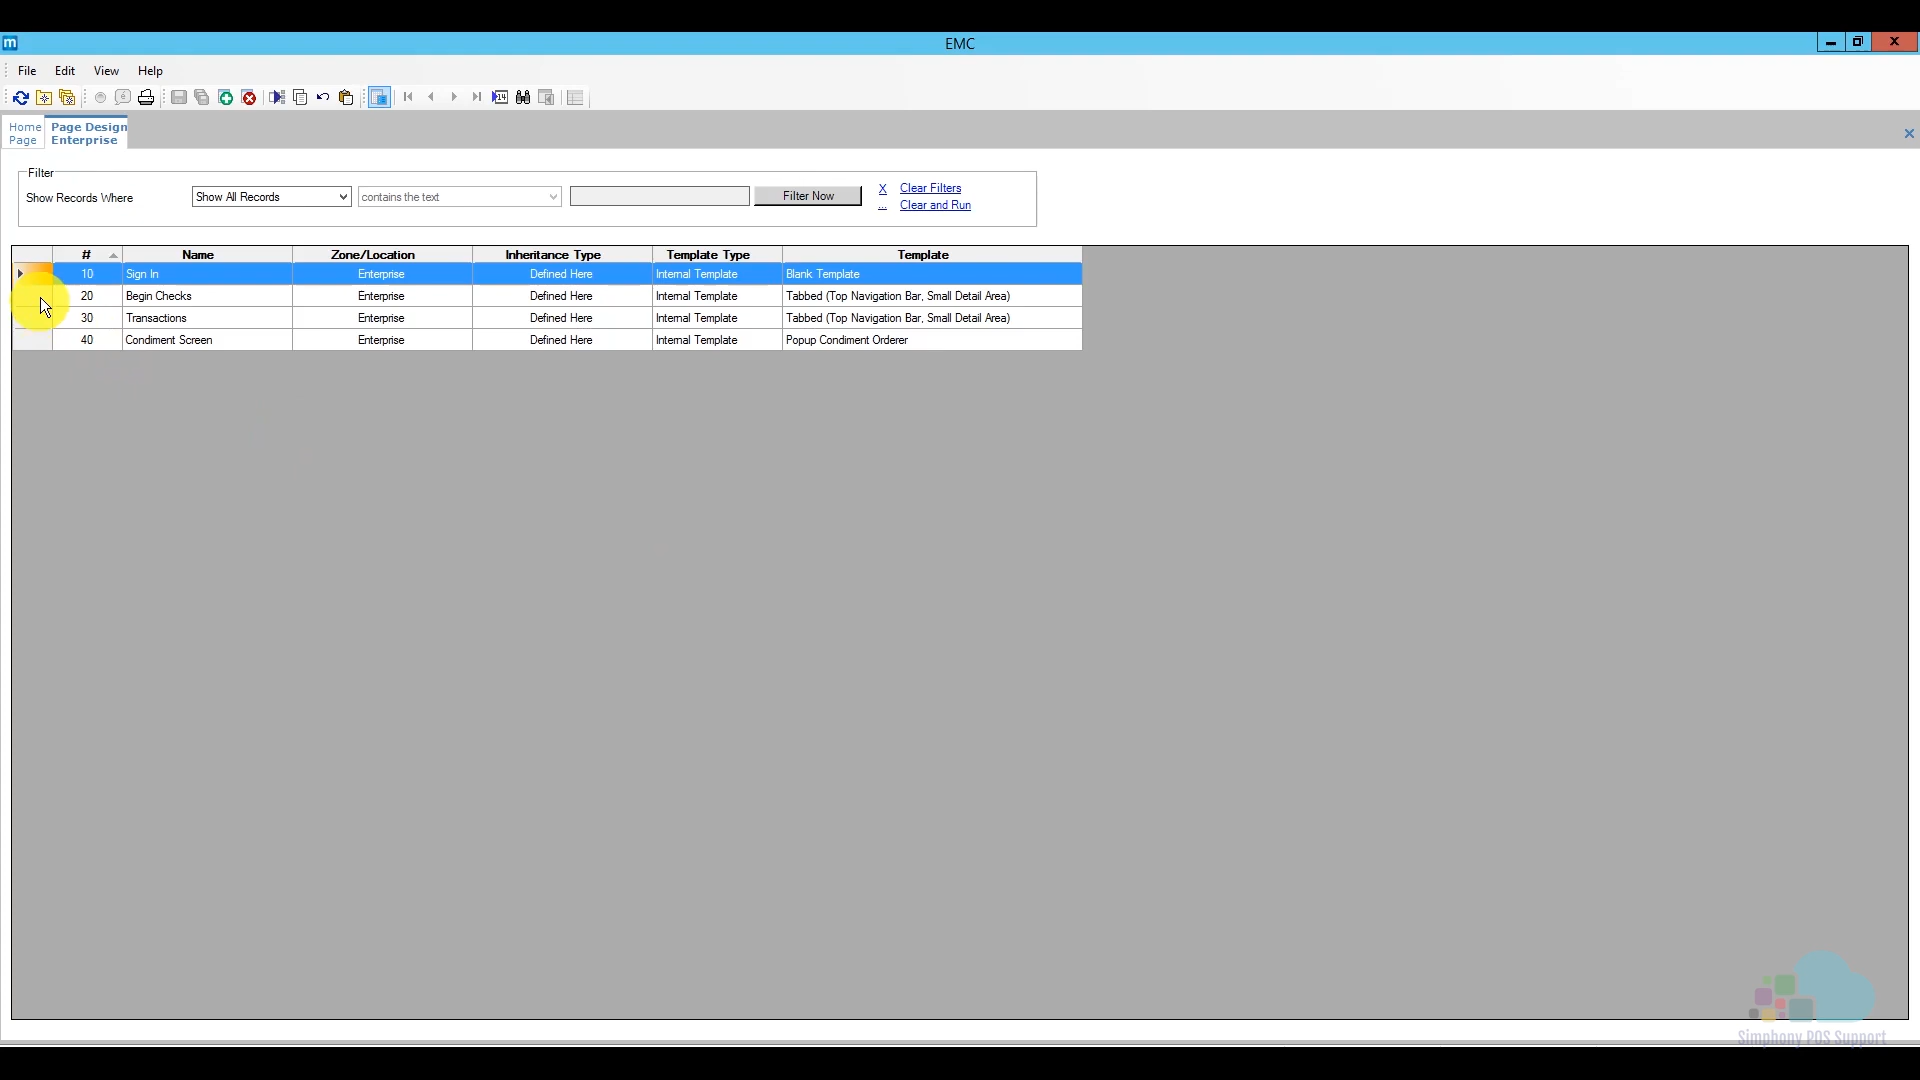 m
EMC
File Edit View Help
Home Page
Page Design Enterprise
Filter
Show Records Where Show All Records contains the text Filter Now X Clear Filters
... Clear and Run
# Name Zone/Location Inheritance Type Template Type Template
10 Sign In Enterprise Defined Here Internal Template Blank Template
20 Begin Checks Enterprise Defined Here Internal Template Tabbed (Top Navigation Bar, Small Detail Area)
30 Transactions Enterprise Defined Here Internal Template Tabbed (Top Navigation Bar, Small Detail Area)
40 Condiment Screen Enterprise Defined Here Internal Template Popup Condiment Orderer
Simphony POS Support